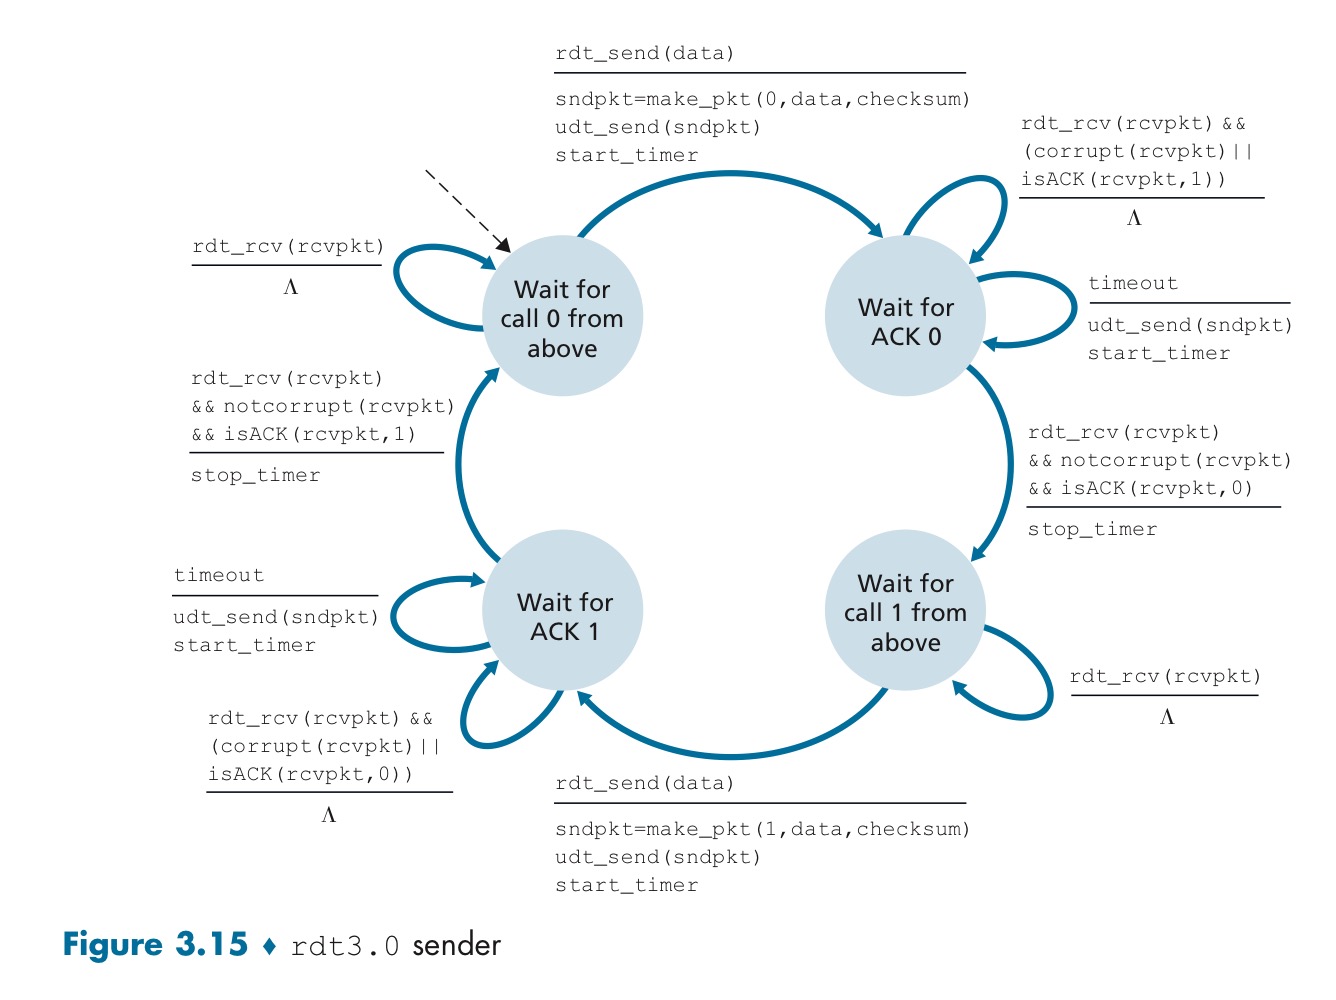 rdt_send(data)
sndpkt=make_pkt(0,data,checksum)
udt_send(sndpkt)
start_timer
rdt_rcv(rcvpkt) &&
(corrupt(rcvpkt)||
isACK(rcvpkt,1))
Λ
rdt_rcv(rcvpkt)
Λ
Wait for
call 0 from
above
Wait for
ACK 0
timeout
udt_send(sndpkt)
start_timer
rdt_rcv(rcvpkt)
&& notcorrupt(rcvpkt)
&& isACK(rcvpkt,1)
stop_timer
rdt_rcv(rcvpkt)
&& notcorrupt(rcvpkt)
&& isACK(rcvpkt,0)
stop_timer
timeout
udt_send(sndpkt)
start_timer
Wait for
ACK 1
Wait for
call 1 from
above
rdt_rcv(rcvpkt)
Λ
rdt_rcv(rcvpkt) &&
(corrupt(rcvpkt)||
isACK(rcvpkt,0))
Λ
rdt_send(data)
sndpkt=make_pkt(1,data,checksum)
udt_send(sndpkt)
start_timer
Figure 3.15 ♦ rdt3.0 sender